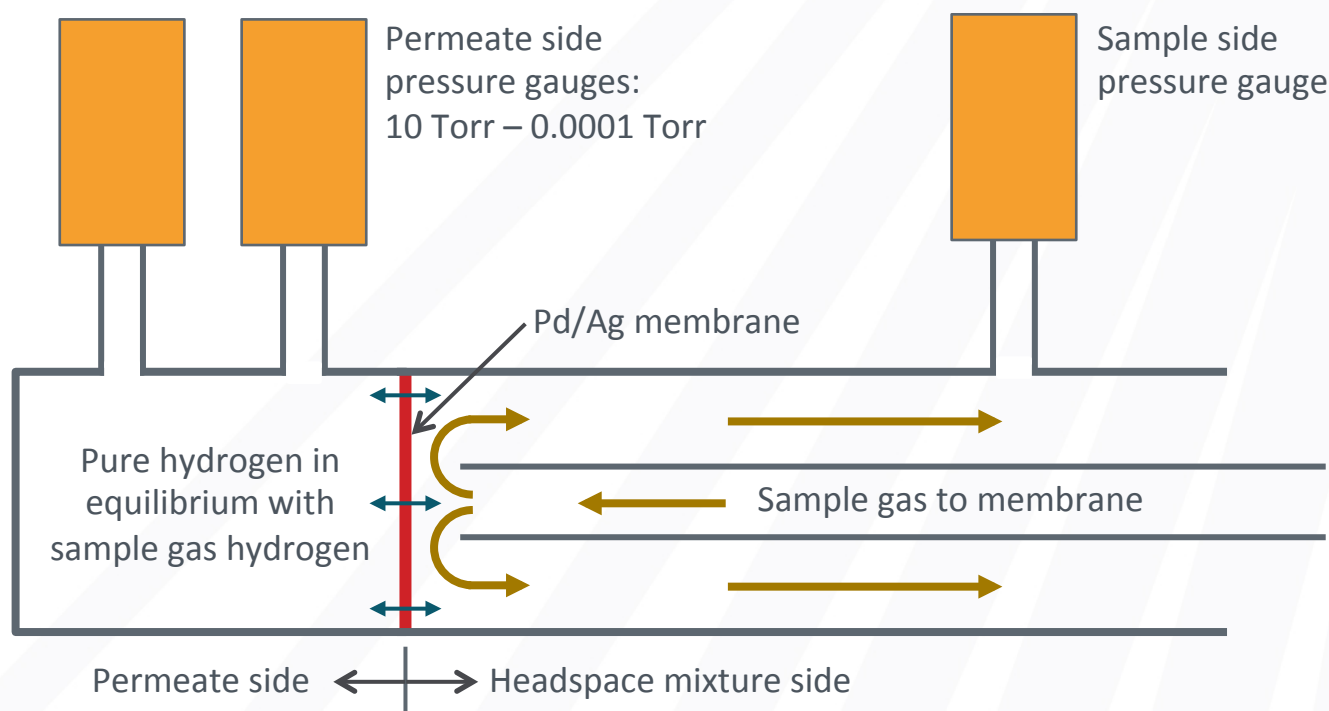 Permeate side
pressure gauges:
10 Torr – 0.0001 Torr
Sample side
pressure gauge
Pd/Ag membrane
Pure hydrogen in
equilibrium with
sample gas hydrogen
Sample gas to membrane
Permeate side
Headspace mixture side